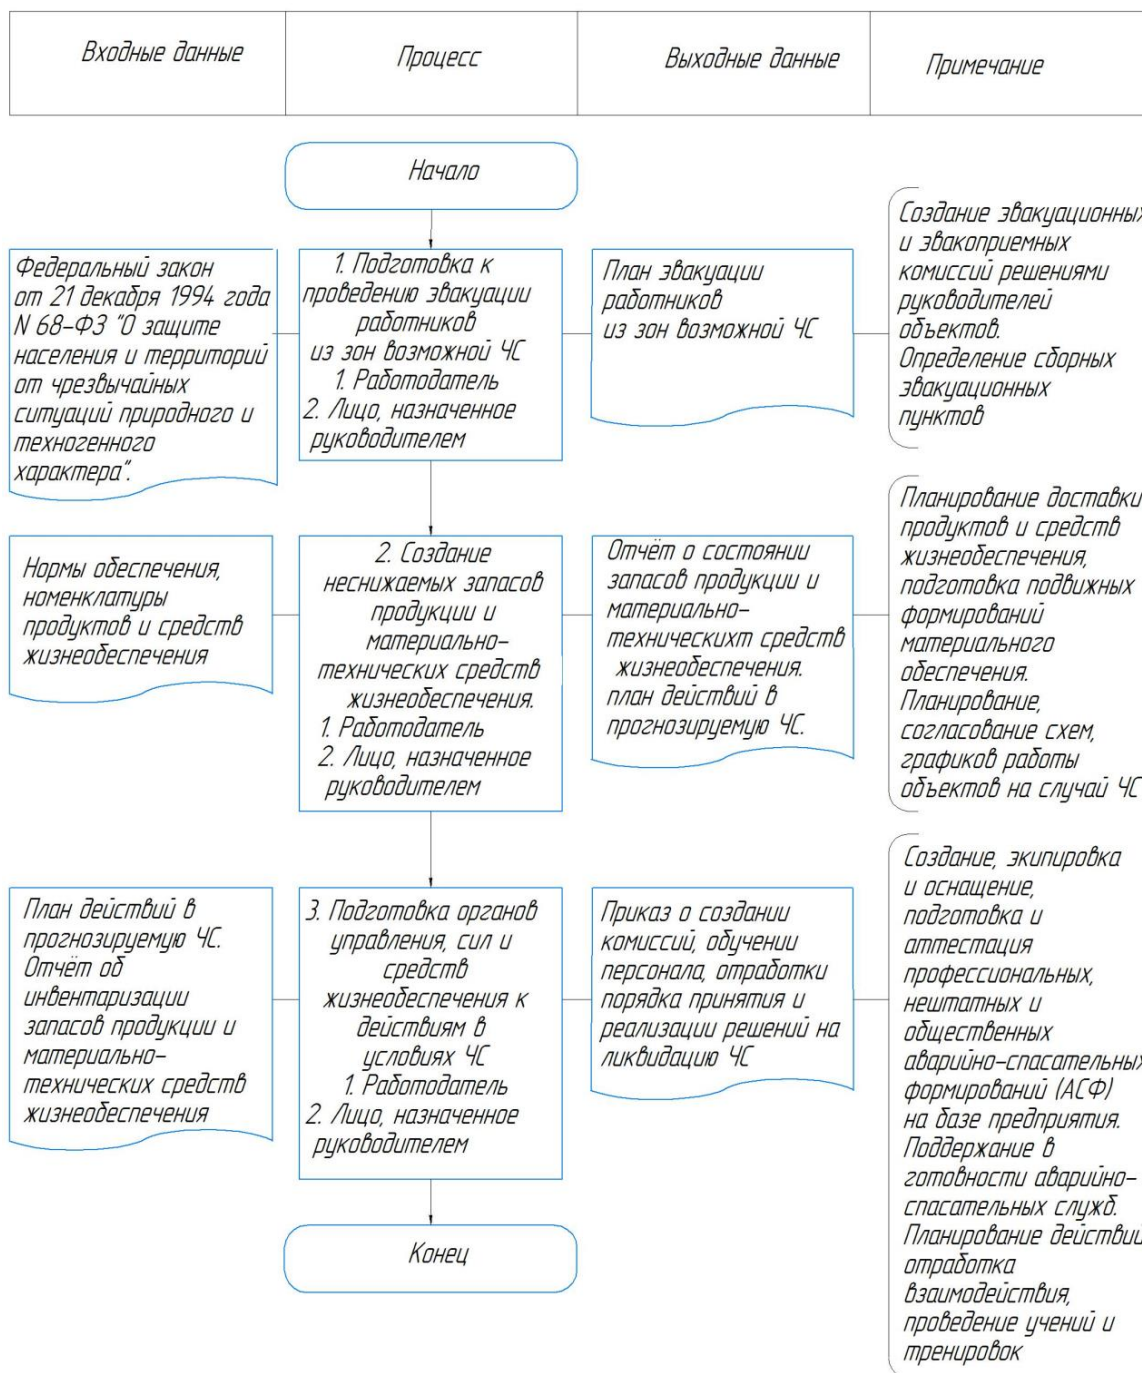 Входные данные
Процесс
Выходные данные
Примечание
Начало
Федеральный закон
от 21 декабря 1994 года
N 68-ФЗ "О защите
населения и территорий
от чрезвычайных
ситуаций природного и
техногенного
характера".
1. Подготовка к
проведению эвакуации
работников
из зон возможной ЧС
1. Работодатель
2. Лицо, назначенное
руководителем
План эвакуации
работников
из зон возможной ЧС
Создание эвакуационных
и эвакоприемных
комиссий решениями
руководителей
объектов.
Определение сборных
эвакуационных
пунктов
Нормы обеспечения,
номенклатуры
продуктов и средств
жизнеобеспечения
2. Создание
неснижаемых запасов
продукции и
материально-
технических средств
жизнеобеспечения.
1. Работодатель
2. Лицо, назначенное
руководителем
Отчёт о состоянии
запасов продукции и
материально-
техническихт средств
жизнеобеспечения.
план действий в
прогнозируемую ЧС.
Планирование доставки
продуктов и средств
жизнеобеспечения,
подготовка подвижных
формирований
материального
обеспечения.
Планирование,
согласование схем,
графиков работы
объектов на случай ЧС
План действий в
прогнозируемую ЧС.
Отчёт об
инвентаризации
запасов продукции и
материально-
технических средств
жизнеобеспечения
3. Подготовка органов
управления, сил и
средств
жизнеобеспечения к
действиям в
условиях ЧС
1. Работодатель
2. Лицо, назначенное
руководителем
Приказ о создании
комиссий, обучении
персонала, отработки
порядка принятия и
реализации решений на
ликвидацию ЧС
Создание, экипировка
и оснащение,
подготовка и
аттестация
профессиональных,
нештатных и
общественных
аварийно-спасательных
формирований (АСФ)
на базе предприятия.
Поддержание в
готовности аварийно-
спасательных служб.
Планирование действий
отработка
взаимодействия,
проведение учений и
тренировок
Конец